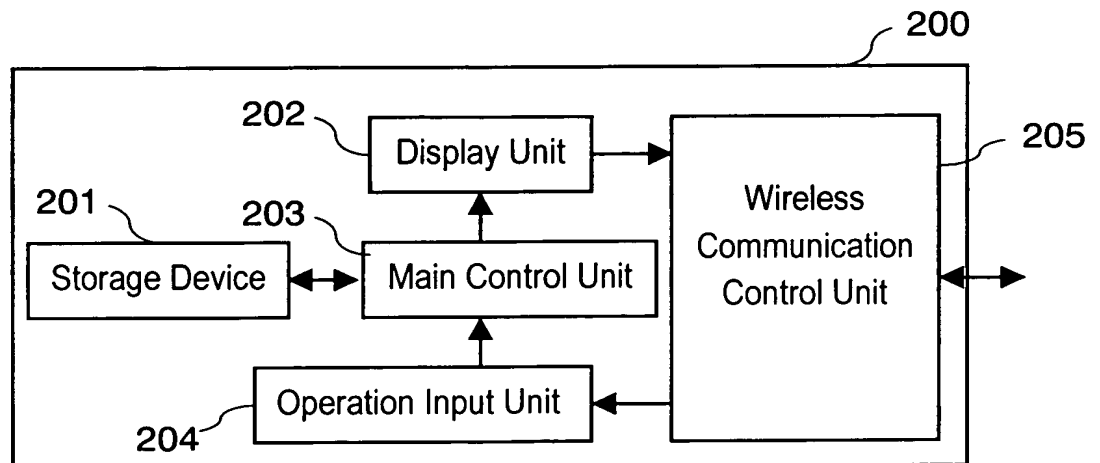 200
202
Display Unit
205
Wireless
Communication
Control Unit
201
203
Storage Device
Main Control Unit
Operation Input Unit
204